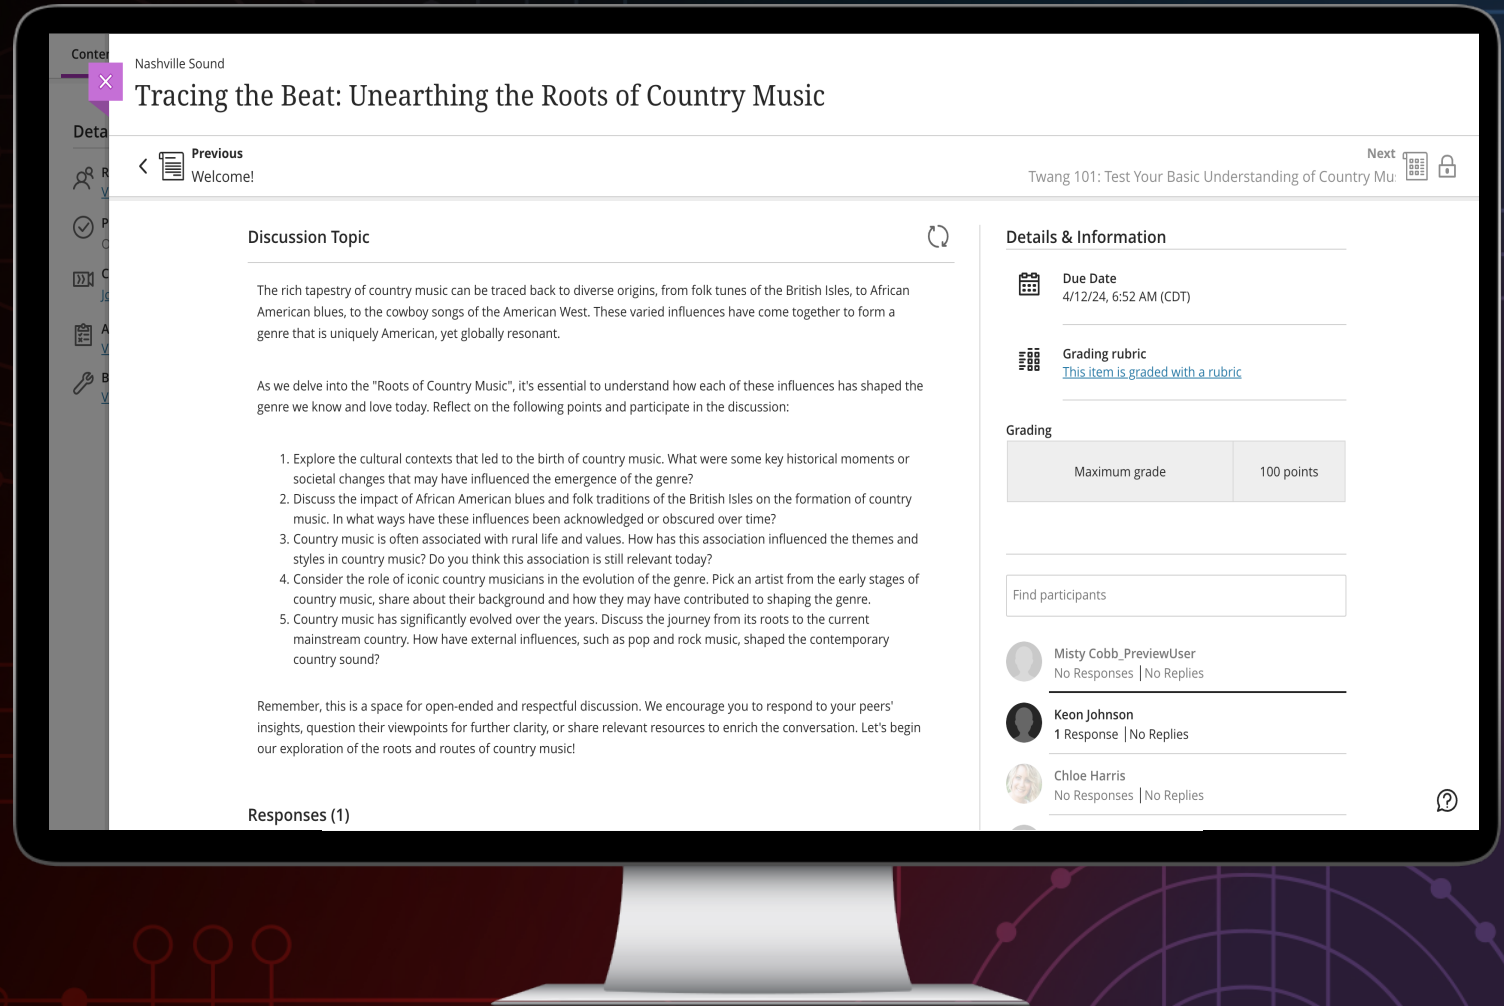 Nashville Sound
Tracing the Beat: Unearthing the Roots of Country Music
Previous
Welcome!
Next
Twang 101: Test Your Basic Understanding of Country Mu
Discussion Topic
The rich tapestry of country music can be traced back to diverse origins, from folk tunes of the British Isles, to African
American blues, to the cowboy songs of the American West. These varied influences have come together to form a
genre that is uniquely American, yet globally resonant.
As we delve into the "Roots of Country Music", it's essential to understand how each of these influences has shaped the
genre we know and love today. Reflect on the following points and participate in the discussion:
1. Explore the cultural contexts that led to the birth of country music. What were some key historical moments or
societal changes that may have influenced the emergence of the genre?
2. Discuss the impact of African American blues and folk traditions of the British Isles on the formation of country
music. In what ways have these influences been acknowledged or obscured over time?
3. Country music is often associated with rural life and values. How has this association influenced the themes and
styles in country music? Do you think this association is still relevant today?
4. Consider the role of iconic country musicians in the evolution of the genre. Pick an artist from the early stages of
country music, share about their background and how they may have contributed to shaping the genre.
5. Country music has significantly evolved over the years. Discuss the journey from its roots to the current
mainstream country. How have external influences, such as pop and rock music, shaped the contemporary
country sound?
Remember, this is a space for open-ended and respectful discussion. We encourage you to respond to your peers'
insights, question their viewpoints for further clarity, or share relevant resources to enrich the conversation. Let's begin
our exploration of the roots and routes of country music!
Responses (1)
Details & Information
Due Date
4/12/24, 6:52 AM (CDT)
Grading rubric
This item is graded with a rubric
Grading
Maximum grade 100 points
Find participants
Misty Cobb_PreviewUser
No Responses | No Replies
Keon Johnson
1 Response | No Replies
Chloe Harris
No Responses | No Replies